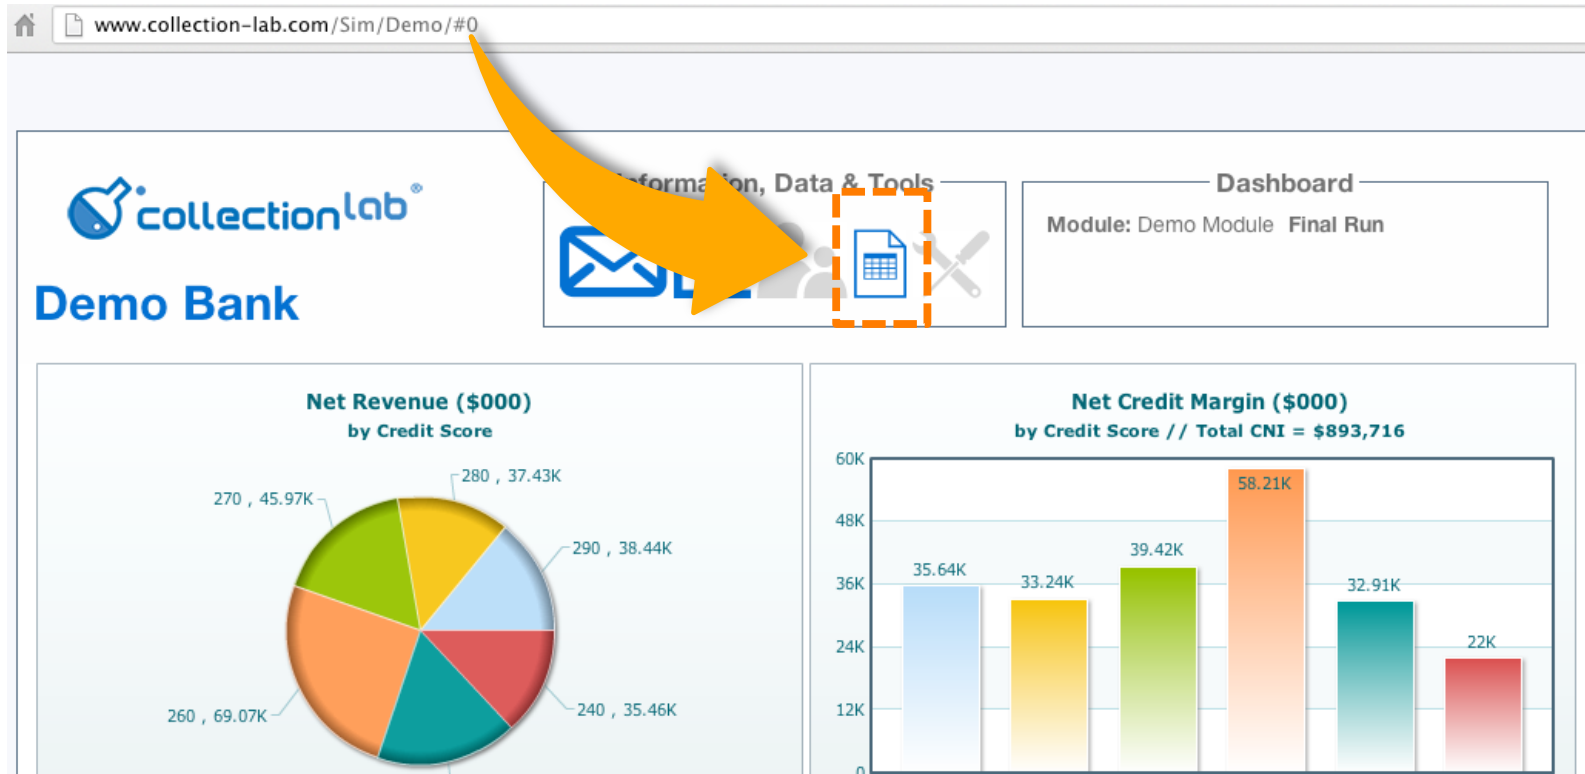 www.collection-lab.com/Sim/Demo/#0
collectionlab®
Demo Bank
Information, Data & Tools
Dashboard
Module: Demo Module Final Run
Net Revenue ($000)
by Credit Score
280 , 37.43K
270 , 45.97K
290 , 38.44K
260 , 69.07K
240 , 35.46K
Net Credit Margin ($000)
by Credit Score // Total CNI = $893,716
60K
48K
36K
24K
12K
0
35.64K
33.24K
39.42K
58.21K
32.91K
22K